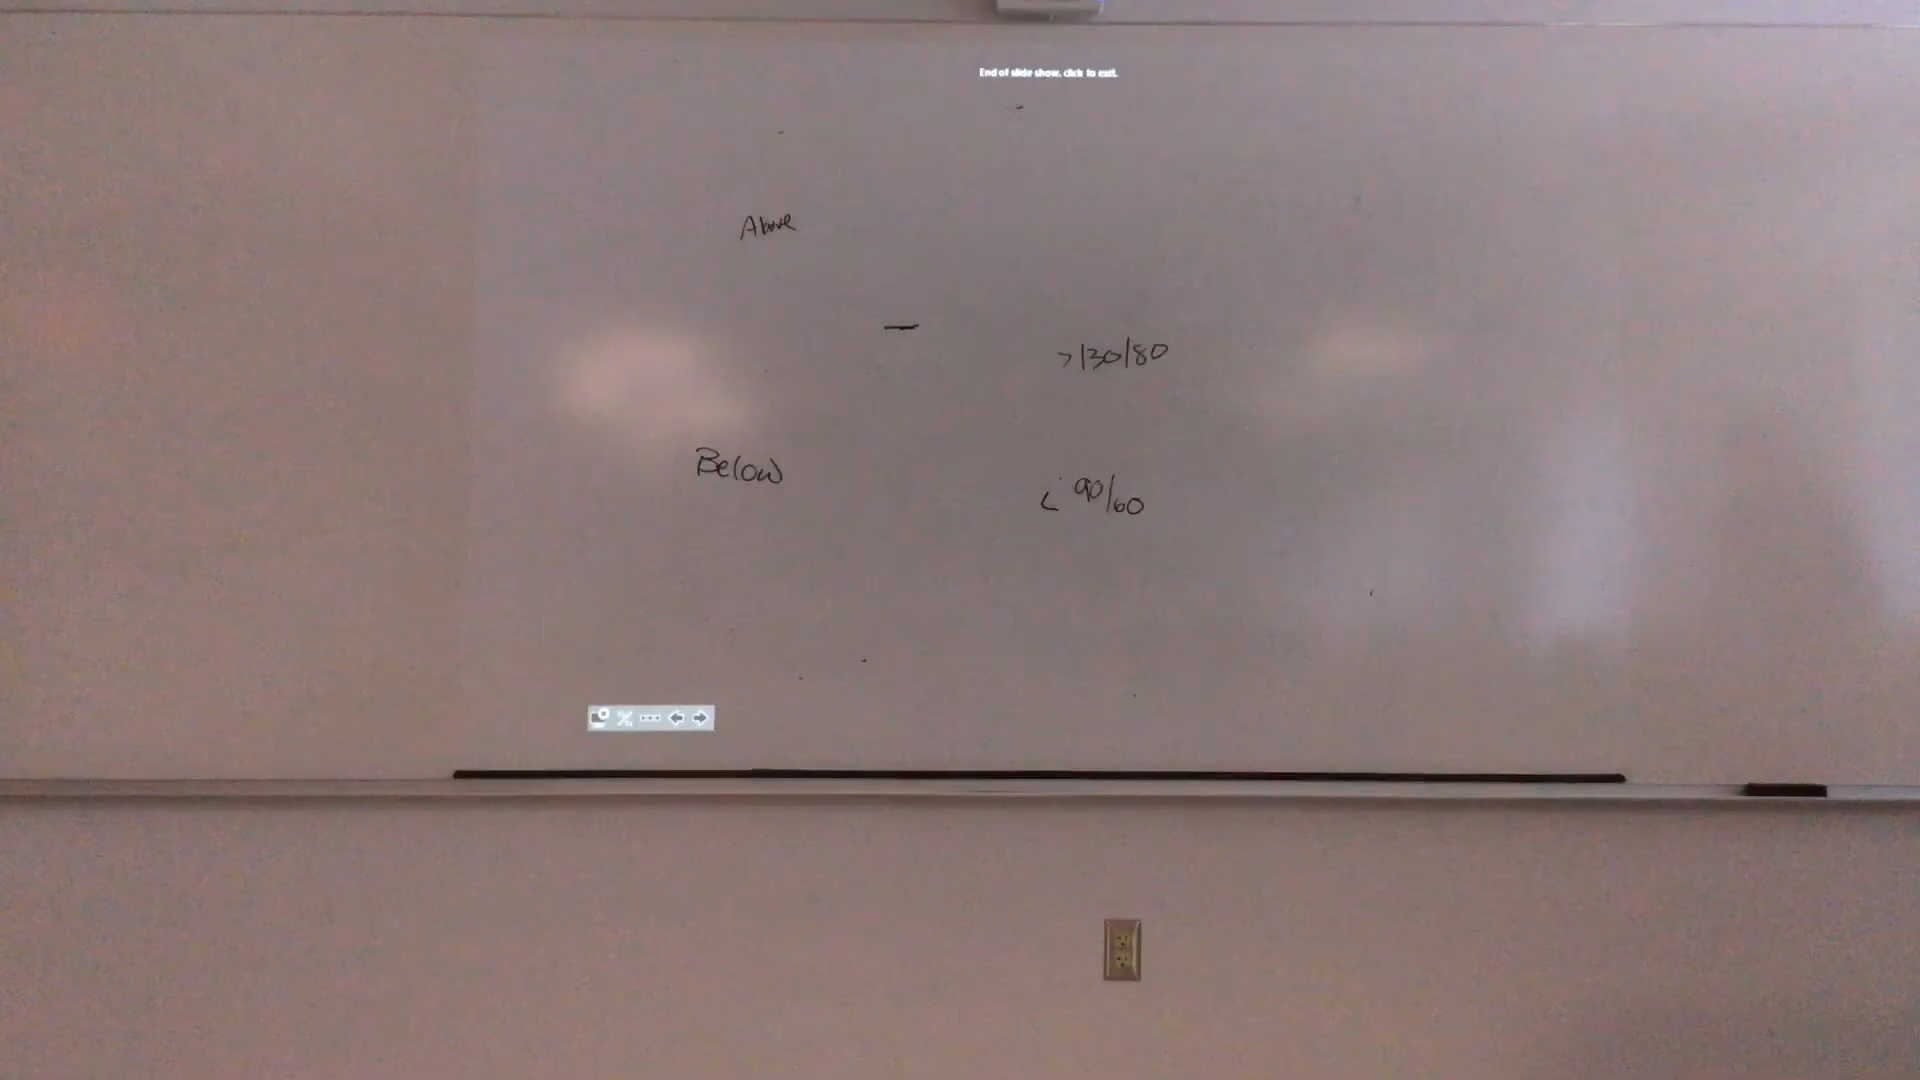 End of slide show, click to exit.
Above
>130/80
Below
< 90/60